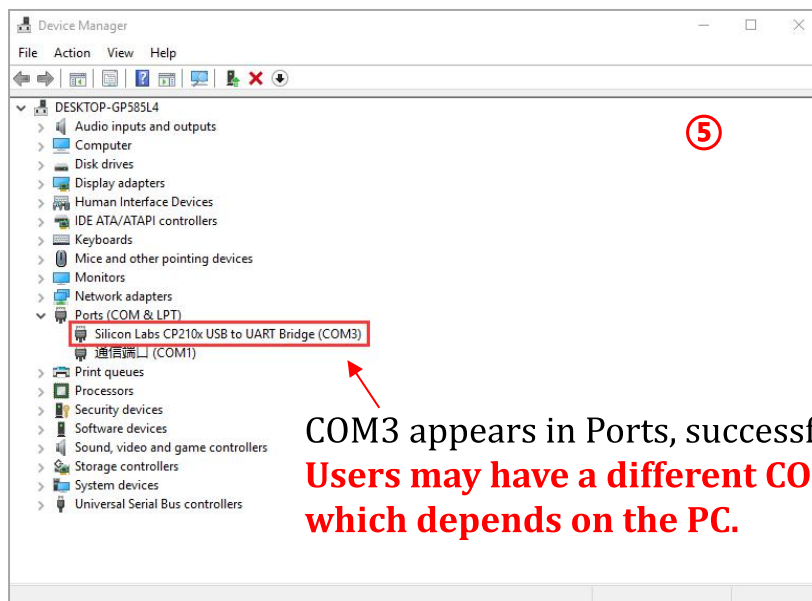 Device Manager
File Action View Help
DESKTOP-GP585L4
⑤
Audio inputs and outputs
Computer
Disk drives
Display adapters
Human Interface Devices
IDE ATA/ATAPI controllers
Keyboards
Mice and other pointing devices
Monitors
Network adapters
Ports (COM & LPT)
Silicon Labs CP210x USB to UART Bridge (COM3)
通信端口 (COM1)
Print queues
Processors
Security devices
Software devices
Sound, video and game controllers
Storage controllers
System devices
Universal Serial Bus controllers
COM3 appears in Ports,
Users may have a different
which depends on the PC.